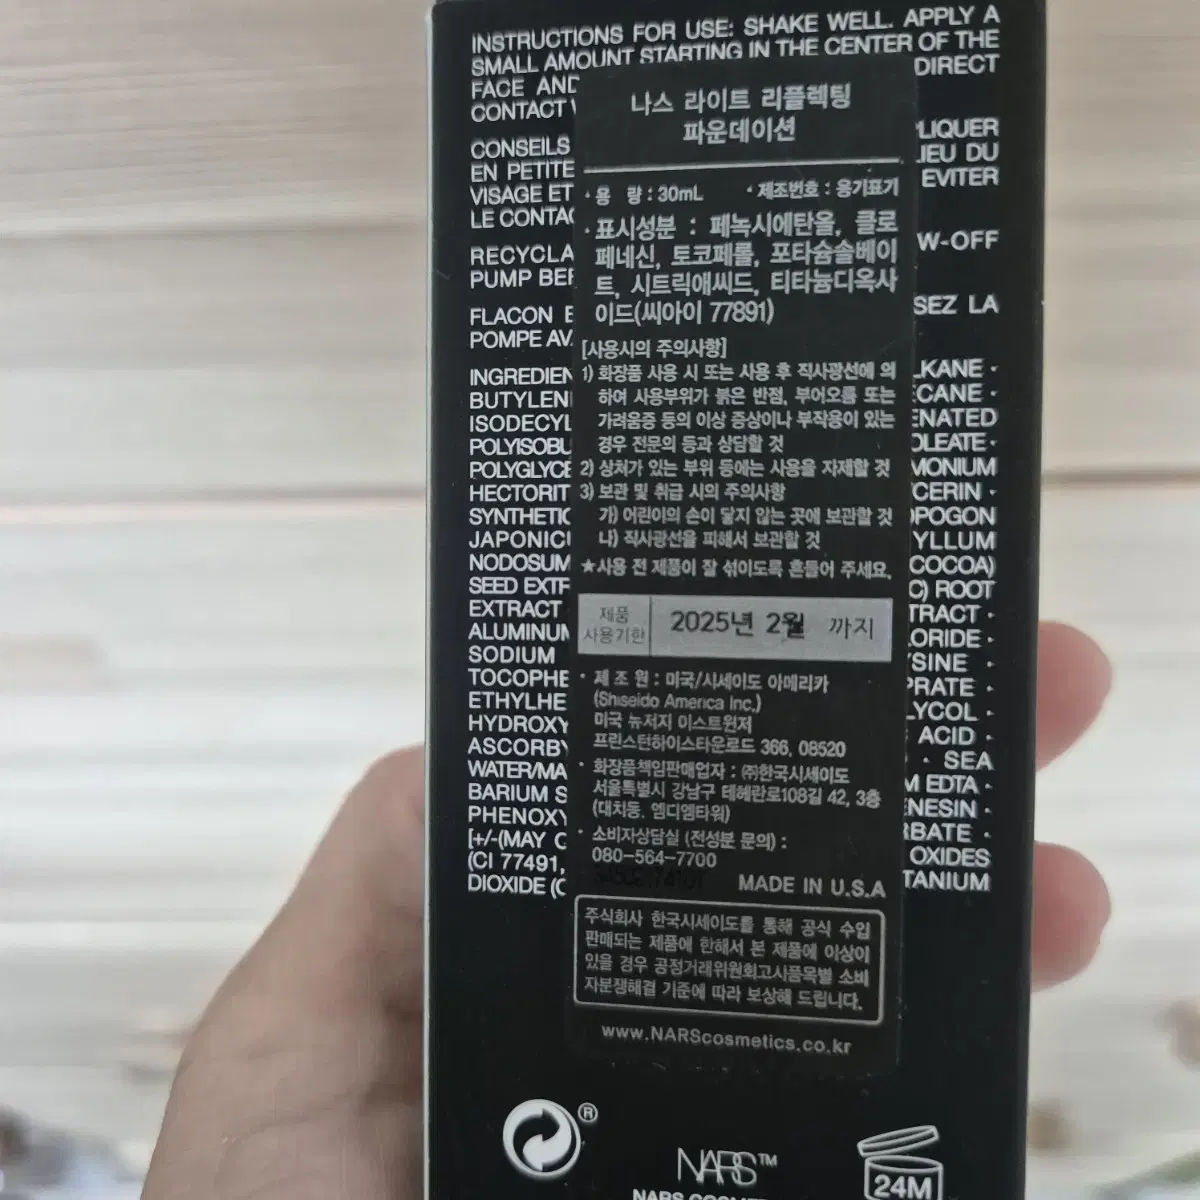 INSTRUCTIONS FOR USE: SHAKE WELL. APPLY A
SMALL AMOUNT STARTING IN THE CENTER OF THE
FACE AND
DIRECT
CONTACT
CONSEILS
PLIQUER
EN PETITE
LIEU DU
VISAGE ET
EVITER
LE CONTAC
RECYCLA
W-OFF
PUMP BEF
FLACON
SEZ LA
POMPE AV
INGREDIEN
LKANE ·
BUTYLEN
ECANE ·
ISODECYL
ENATED
POLYISOBU
OLEATE ·
POLYGLYCE
MONIUM
HECTORIT
CERIN ·
SYNTHETIC
OPOGON
JAPONIC
YLLUM
NODOSUM
COCOA)
SEED EXTR
C) ROOT
EXTRACT
TRACT ·
ALUMINUM
ORIDE ·
SODIUM
YSINE ·
TOCOPHE
PRATE ·
ETHYLHE
LYCOL ·
HYDROXY
ACID ·
ASCORBY
· SEA
WATER/MA
M EDTA ·
BARIUM S
ENESIN ·
PHENOXY
RBATE ·
[+/-(MAY C
OXIDES
(CI 77491,
TANIUM
DIOXIDE (C
나스 라이트 리플렉팅
파운데이션
· 용 량 : 30mL · 제조번호 : 용기표기
· 표시성분 : 페녹시에탄올, 클로
페네신, 토코페롤, 포타슘솔베이
트, 시트릭애씨드, 티타늄디옥사
이드(씨아이 77891)
[사용시의 주의사항]
1) 화장품 사용 시 또는 사용 후 직사광선에 의
하여 사용부위가 붉은 반점, 부어오름 또는
가려움증 등의 이상 증상이나 부작용이 있는
경우 전문의 등과 상담할 것
2) 상처가 있는 부위 등에는 사용을 자제할 것
3) 보관 및 취급 시의 주의사항
가) 어린이의 손이 닿지 않는 곳에 보관할 것
나) 직사광선을 피해서 보관할 것
★사용 전 제품이 잘 섞이도록 흔들어 주세요.
제품
사용기한
2025년 2월 까지
· 제 조 원 : 미국/시세이도 아메리카
(Shiseido America Inc.)
미국 뉴저지 이스트윈저
프린스턴하이스타운로드 366, 08520
· 화장품책임판매업자 : ㈜한국시세이도
서울특별시 강남구 테헤란로108길 42, 3층
(대치동, 엠디엠타워)
· 소비자상담실 (전성분 문의) :
080-564-7700
MADE IN U.S.A
주식회사 한국시세이도를 통해 공식 수입
판매되는 제품에 한해서 본 제품에 이상이
있을 경우 공정거래위원회고시품목별 소비
자분쟁해결 기준에 따라 보상해 드립니다.
www.NARScosmetics.co.kr
®
NARS™
24M